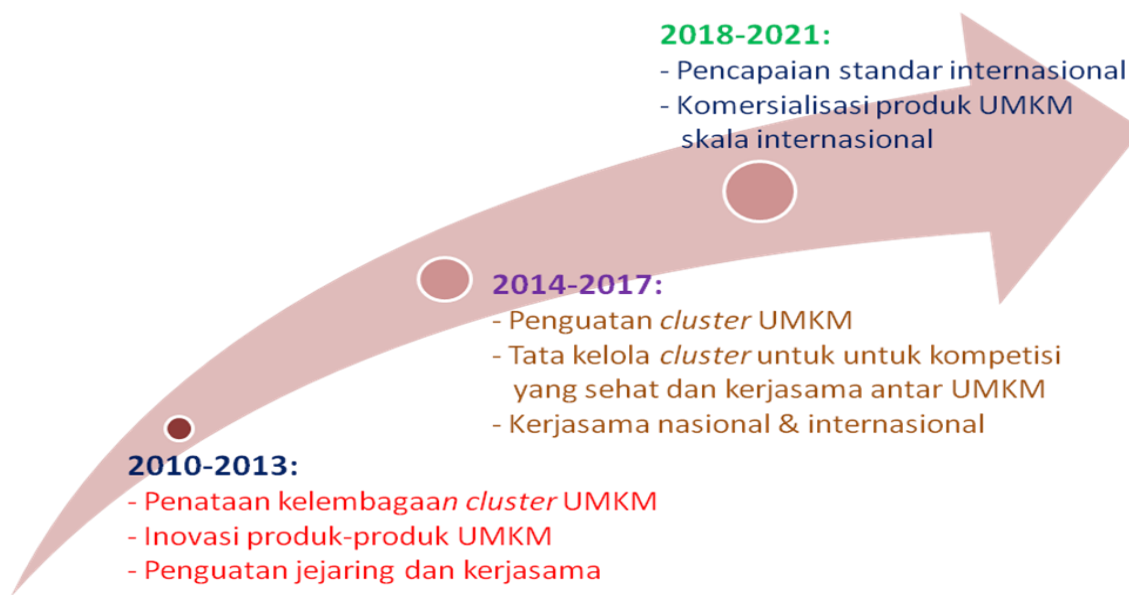 2018-2021:
- Pencapaian standar internasional
- Komersialisasi produk UMKM
skala internasional
2014-2017:
- Penguatan cluster UMKM
- Tata kelola cluster untuk untuk kompetisi
yang sehat dan kerjasama antar UMKM
- Kerjasama nasional & internasional
2010-2013:
- Penataan kelembagaan cluster UMKM
- Inovasi produk-produk UMKM
- Penguatan jejaring dan kerjasama